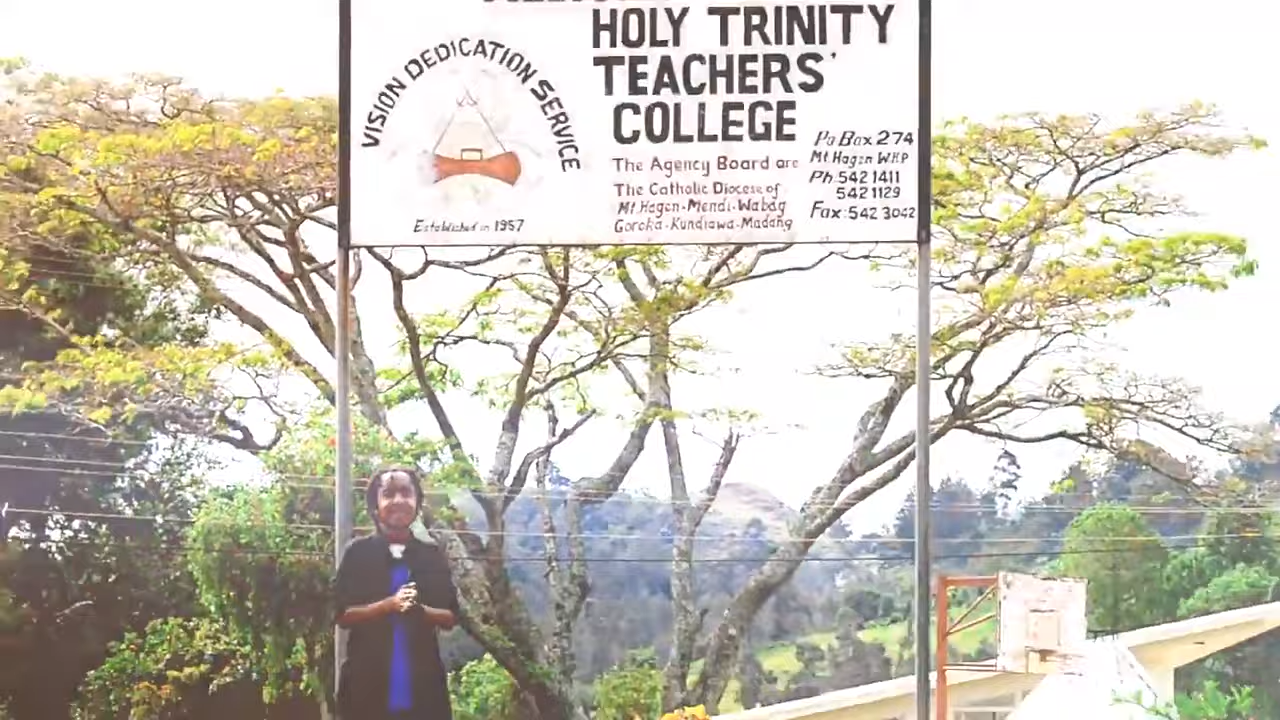 HOLY TRINITY
TEACHERS'
COLLEGE
VISION DEDICATION SERVICE
Established in 1957
The Agency Board are
The Catholic Diocese of
Mt Hagen-Mendi-Wabag
Goroka-Kundiawa-Madang
Po Box 274
Mt Hagen WHP
Ph: 542 1411
542 1129
Fax: 542 3042